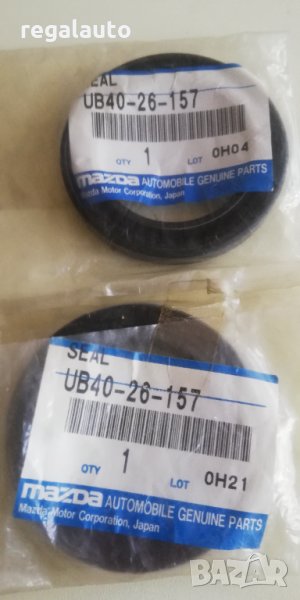 regalauto
SEAL
UB40-26-157
QTY 1 LOT 0H04
mazda AUTOMOBILE GENUINE PARTS
Mazda Motor Corporation, Japan
SEAL
UB40-26-157
QTY 1 LOT 0H21
mazda AUTOMOBILE GENUINE PARTS
Mazda Motor Corporation, Japan
BAZAR